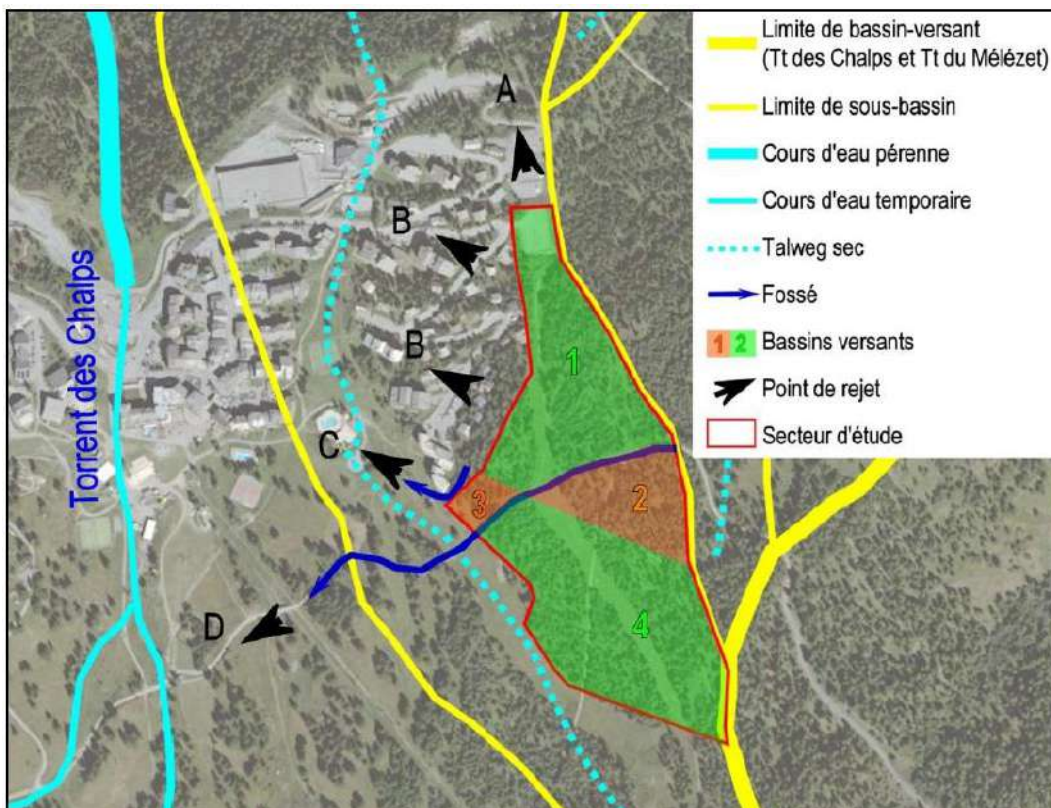 Limite de bassin-versant
(Tt des Chalps et Tt du Mélézet)
Limite de sous-bassin
Cours d'eau pérenne
Cours d'eau temporaire
Talweg sec
Fossé
1 2 Bassins versants
Point de rejet
Secteur d'étude
A
B
B
C
D
Torrent des Chalps
1
2
3
4